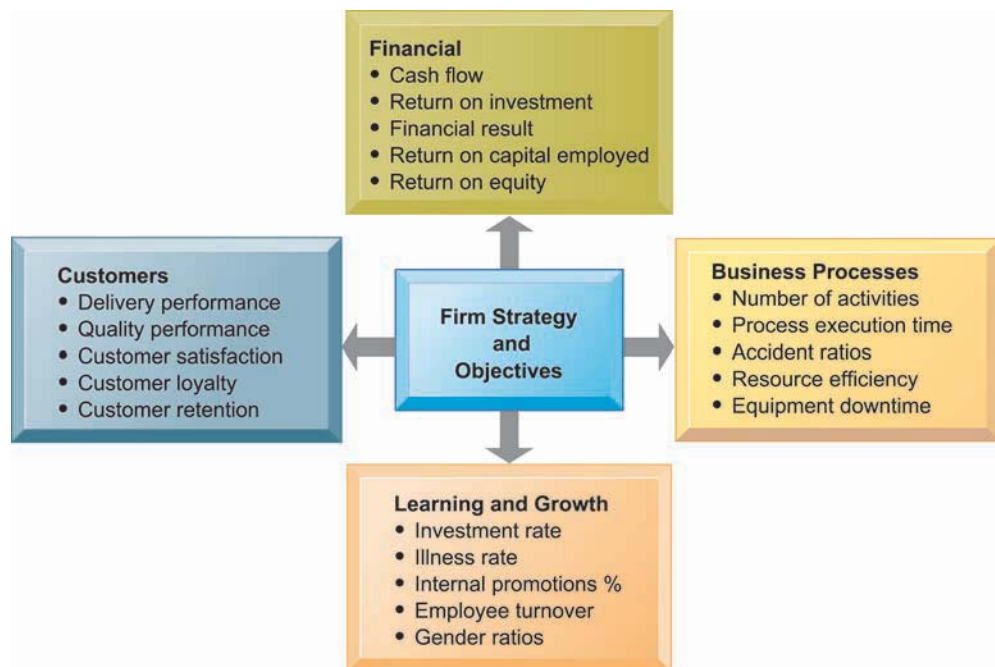 Financial
• Cash flow
• Return on investment
• Financial result
• Return on capital employed
• Return on equity
Customers
• Delivery performance
• Quality performance
• Customer satisfaction
• Customer loyalty
• Customer retention
Firm Strategy
and
Objectives
Business Processes
• Number of activities
• Process execution time
• Accident ratios
• Resource efficiency
• Equipment downtime
Learning and Growth
• Investment rate
• Illness rate
• Internal promotions %
• Employee turnover
• Gender ratios